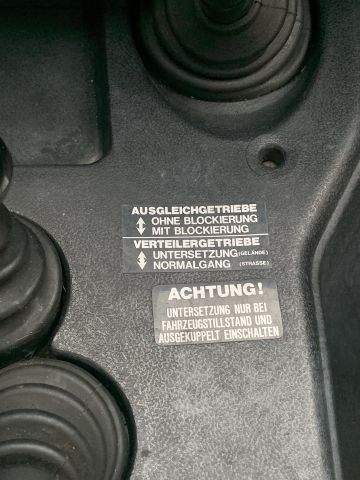 AUSGLEICHGETRIEBE
OHNE BLOCKIERUNG
MIT BLOCKIERUNG
VERTEILERGETRIEBE
UNTERSETZUNG (GELÄNDE)
NORMALGANG (STRASSE)
ACHTUNG!
UNTERSETZUNG NUR BEI
FAHRZEUGSTILLSTAND UND
AUSGEKUPPELT EINSCHALTEN